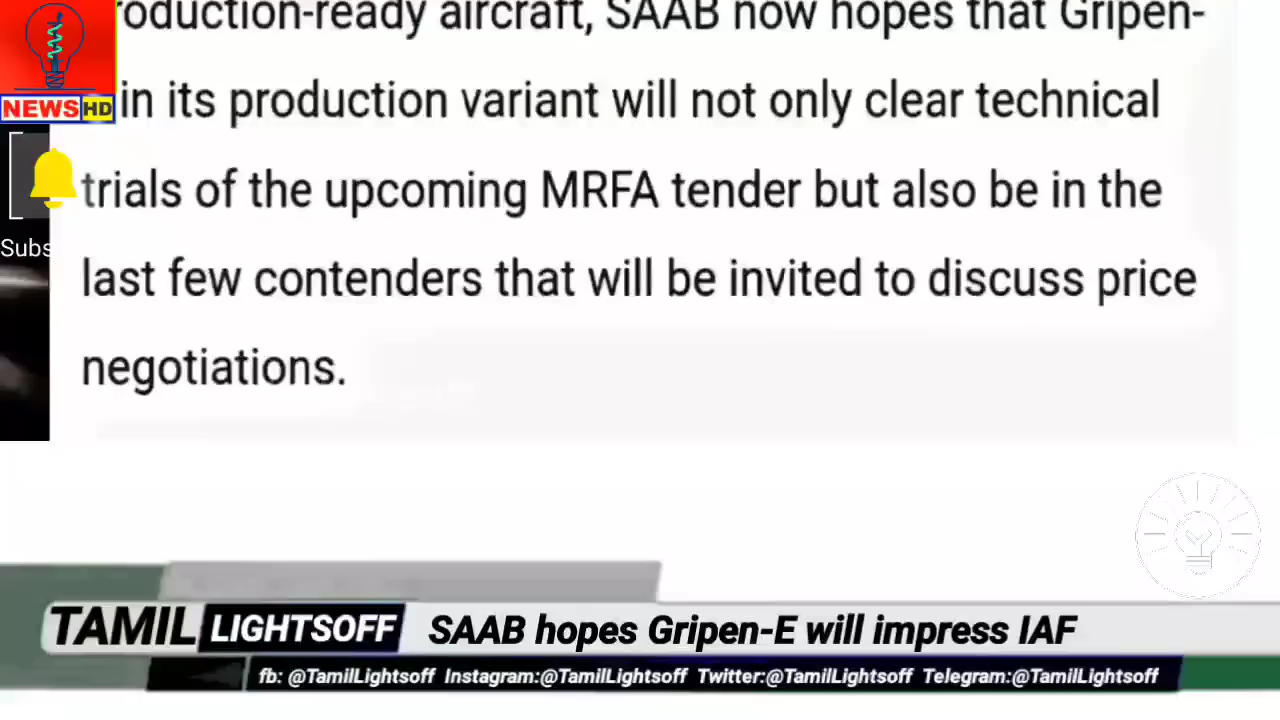 roduction-ready aircraft, SAAB now hopes that Gripen-
in its production variant will not only clear technical
trials of the upcoming MRFA tender but also be in the
last few contenders that will be invited to discuss price
negotiations.
NEWS HD
Subs
TAMIL LIGHTSOFF SAAB hopes Gripen-E will impress IAF
fb: @TamilLightsoff Instagram:@TamilLightsoff Twitter:@TamilLightsoff Telegram:@TamilLightsoff